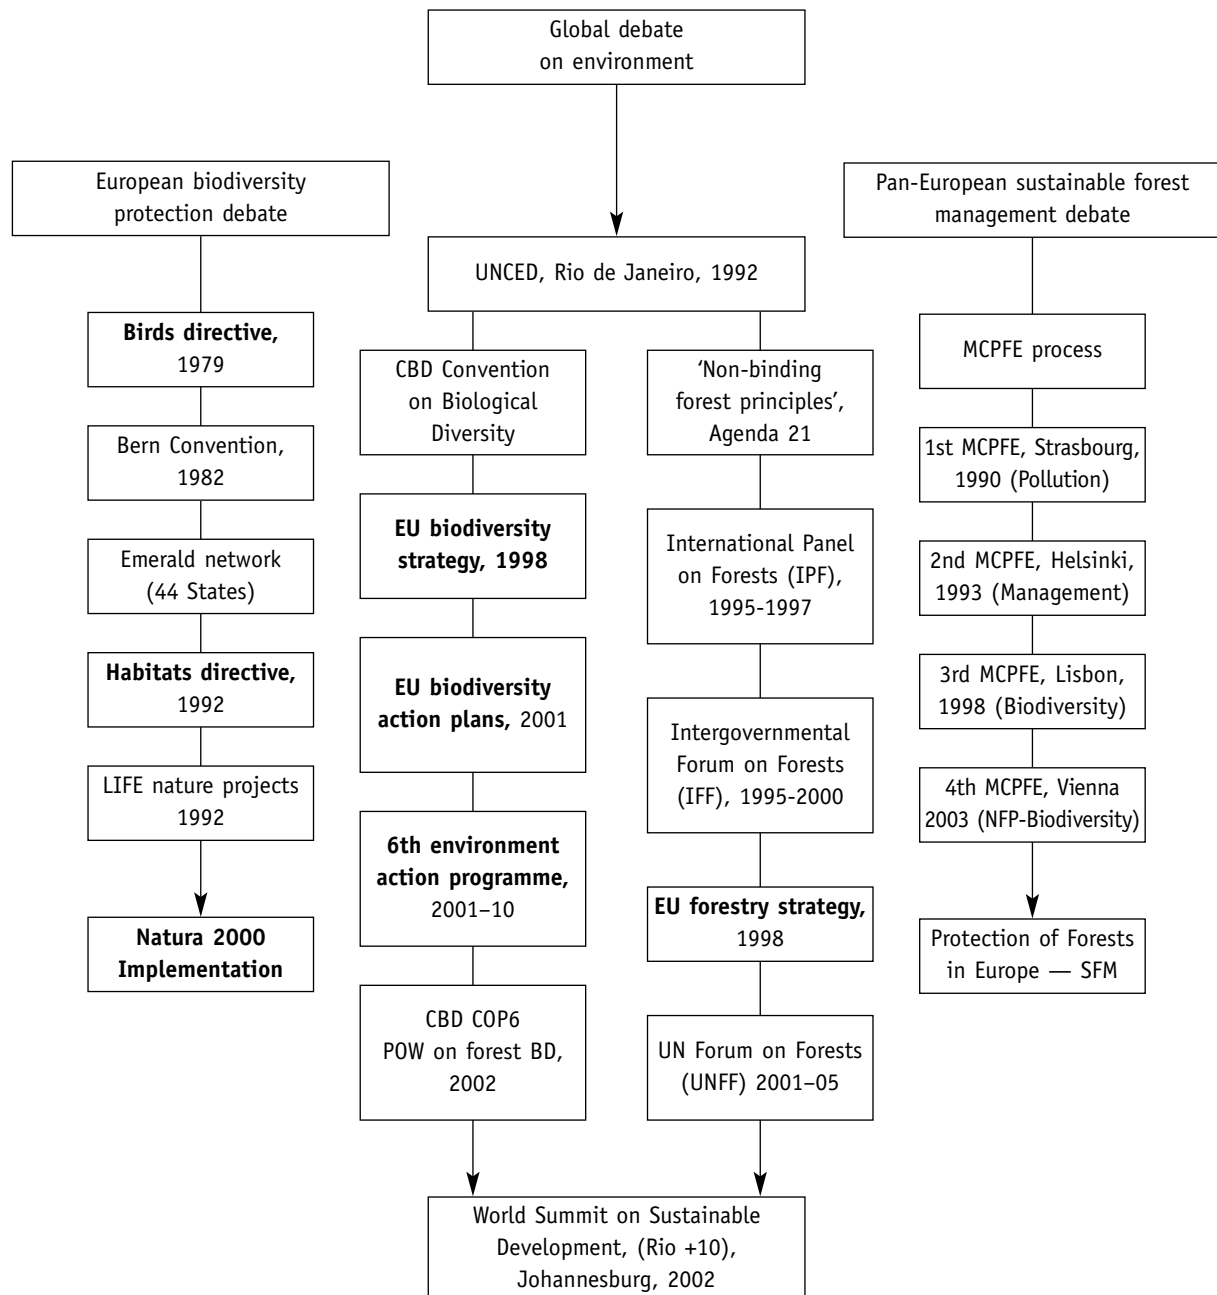 Global debate
on environment
European biodiversity
protection debate
Pan-European sustainable forest
management debate
UNCED, Rio de Janeiro, 1992
Birds directive,
1979
Bern Convention,
1982
Emerald network
(44 States)
Habitats directive,
1992
LIFE nature projects
1992
Natura 2000
Implementation
CBD Convention
on Biological
Diversity
EU biodiversity
strategy, 1998
EU biodiversity
action plans, 2001
6th environment
action programme,
2001–10
CBD COP6
POW on forest BD,
2002
‘Non-binding
forest principles’,
Agenda 21
International Panel
on Forests (IPF),
1995-1997
Intergovernmental
Forum on Forests
(IFF), 1995-2000
EU forestry strategy,
1998
UN Forum on Forests
(UNFF) 2001–05
MCPFE process
1st MCPFE, Strasbourg,
1990 (Pollution)
2nd MCPFE, Helsinki,
1993 (Management)
3rd MCPFE, Lisbon,
1998 (Biodiversity)
4th MCPFE, Vienna
2003 (NFP-Biodiversity)
Protection of Forests
in Europe — SFM
World Summit on Sustainable
Development, (Rio +10),
Johannesburg, 2002